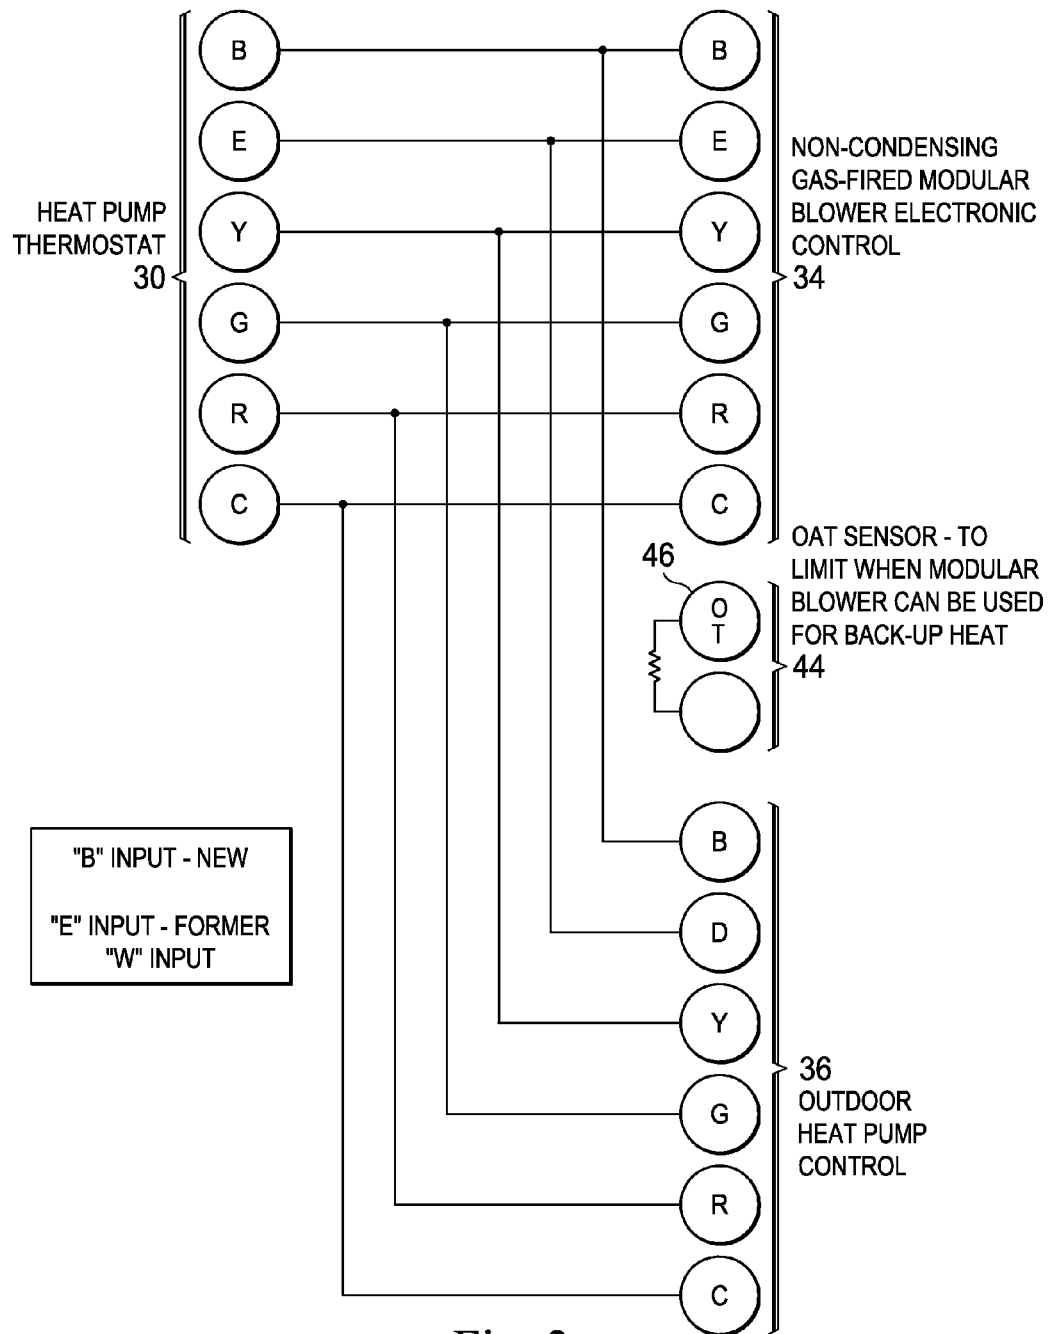 B
B
E
E
NON-CONDENSING
GAS-FIRED MODULAR
BLOWER ELECTRONIC
CONTROL
34
HEAT PUMP
THERMOSTAT
30
Y
Y
G
G
R
R
C
C
OAT SENSOR - TO
LIMIT WHEN MODULAR
BLOWER CAN BE USED
FOR BACK-UP HEAT
44
46
O
T
"B" INPUT - NEW
"E" INPUT - FORMER
"W" INPUT
B
D
Y
G
R
C
36
OUTDOOR
HEAT PUMP
CONTROL